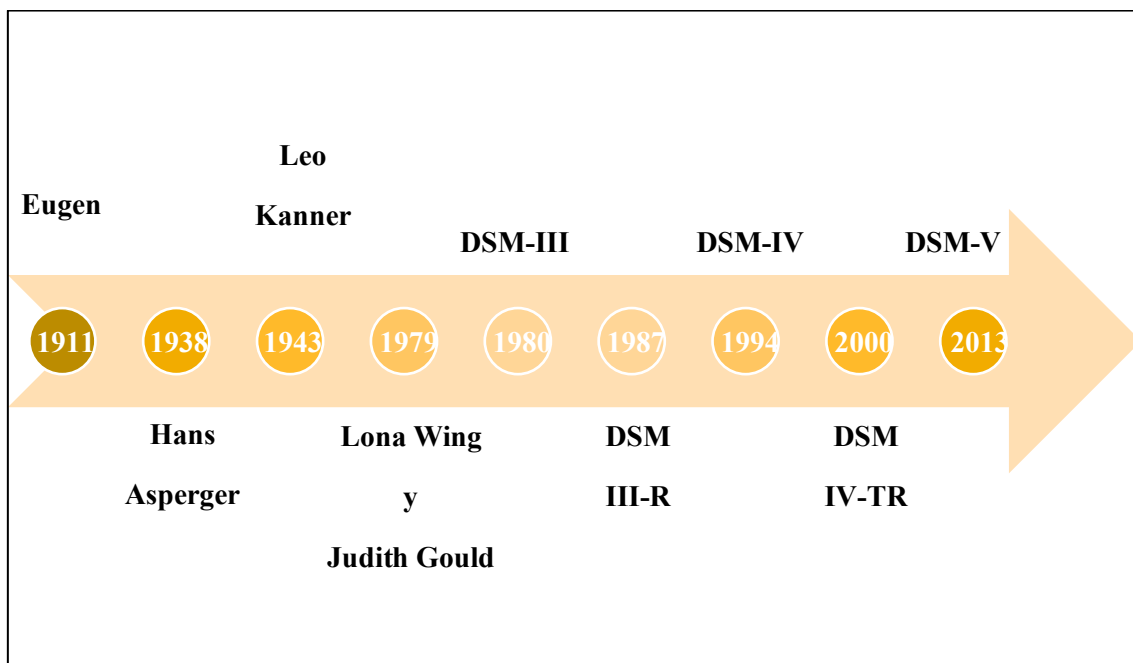 Leo
Kanner
Eugen
DSM-III
DSM-IV
DSM-V
1911
1938
1943
1979
1980
1987
1994
2000
2013
Hans
Asperger
Lona Wing
y
Judith Gould
DSM
III-R
DSM
IV-TR